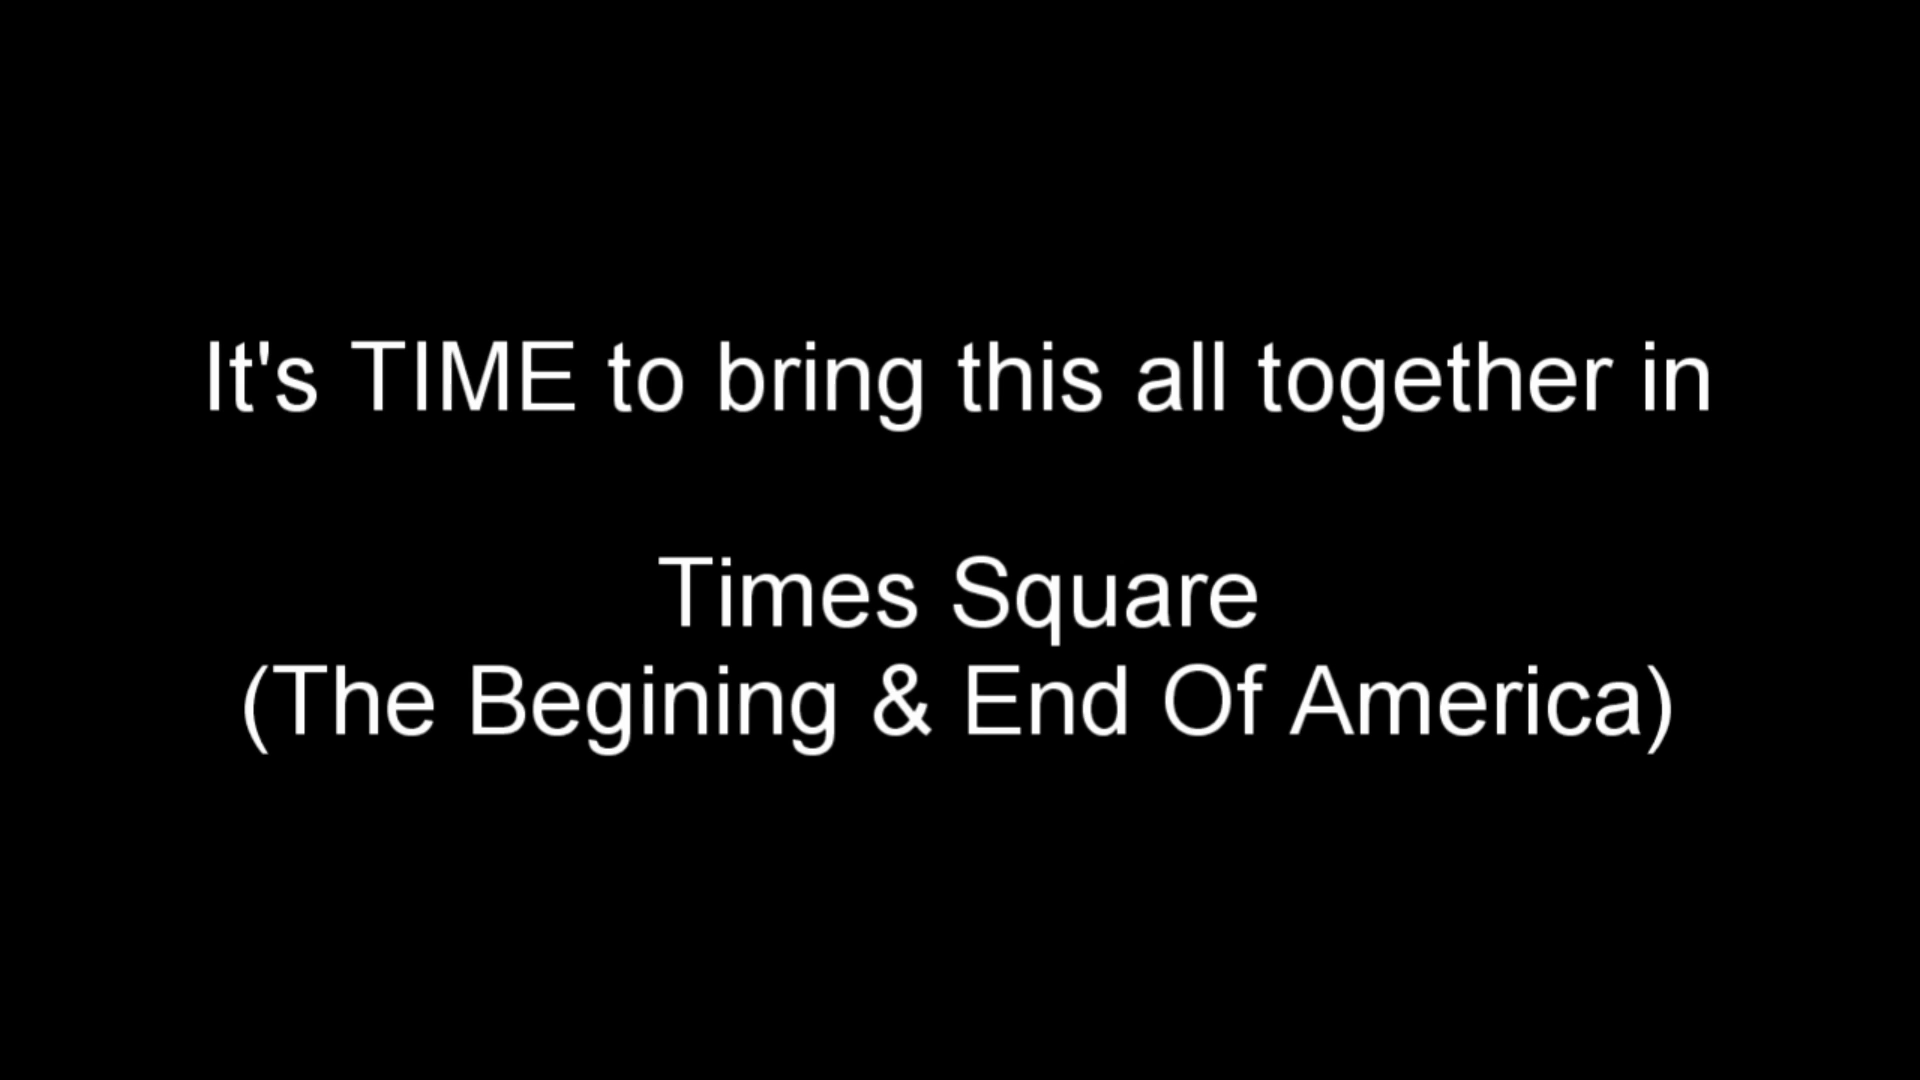 It's TIME to bring this all together in
Times Square
(The Begining & End Of America)